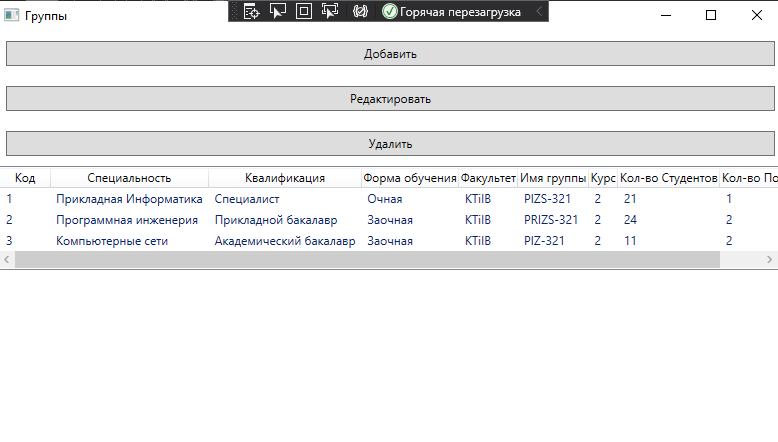 Группы
Горячая перезагрузка
Добавить
Редактировать
Удалить
Код Специальность Квалификация Форма обучения Факультет Имя группы Курс Кол-во Студентов Кол-во По
1 Прикладная Информатика Специалист Очная KTiIB PIZS-321 2 21 1
2 Программная инженерия Прикладной бакалавр Заочная KTiIB PRIZS-321 2 24 2
3 Компьютерные сети Академический бакалавр Заочная KTiIB PIZ-321 2 11 2